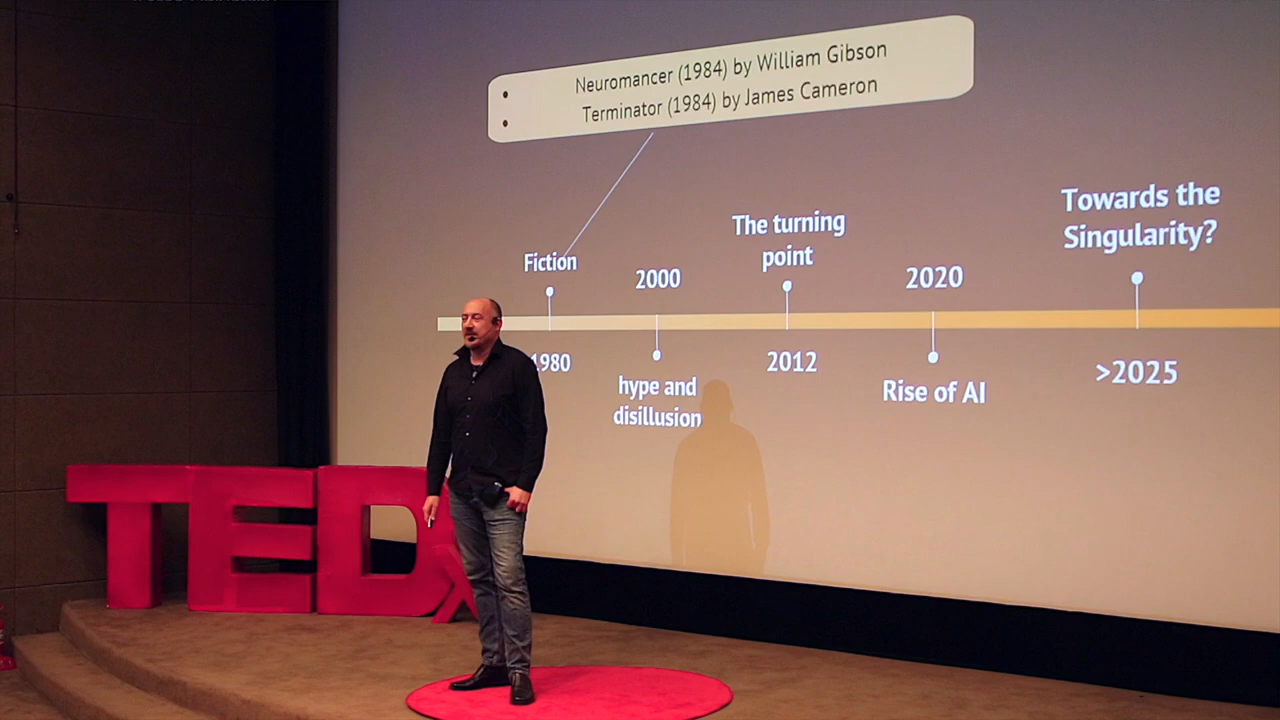 Neuromancer (1984) by William Gibson
Terminator (1984) by James Cameron
Towards the
Singularity?
The turning
point
Fiction
2000
2020
1980
2012
>2025
hype and
disillusion
Rise of AI
TEDx